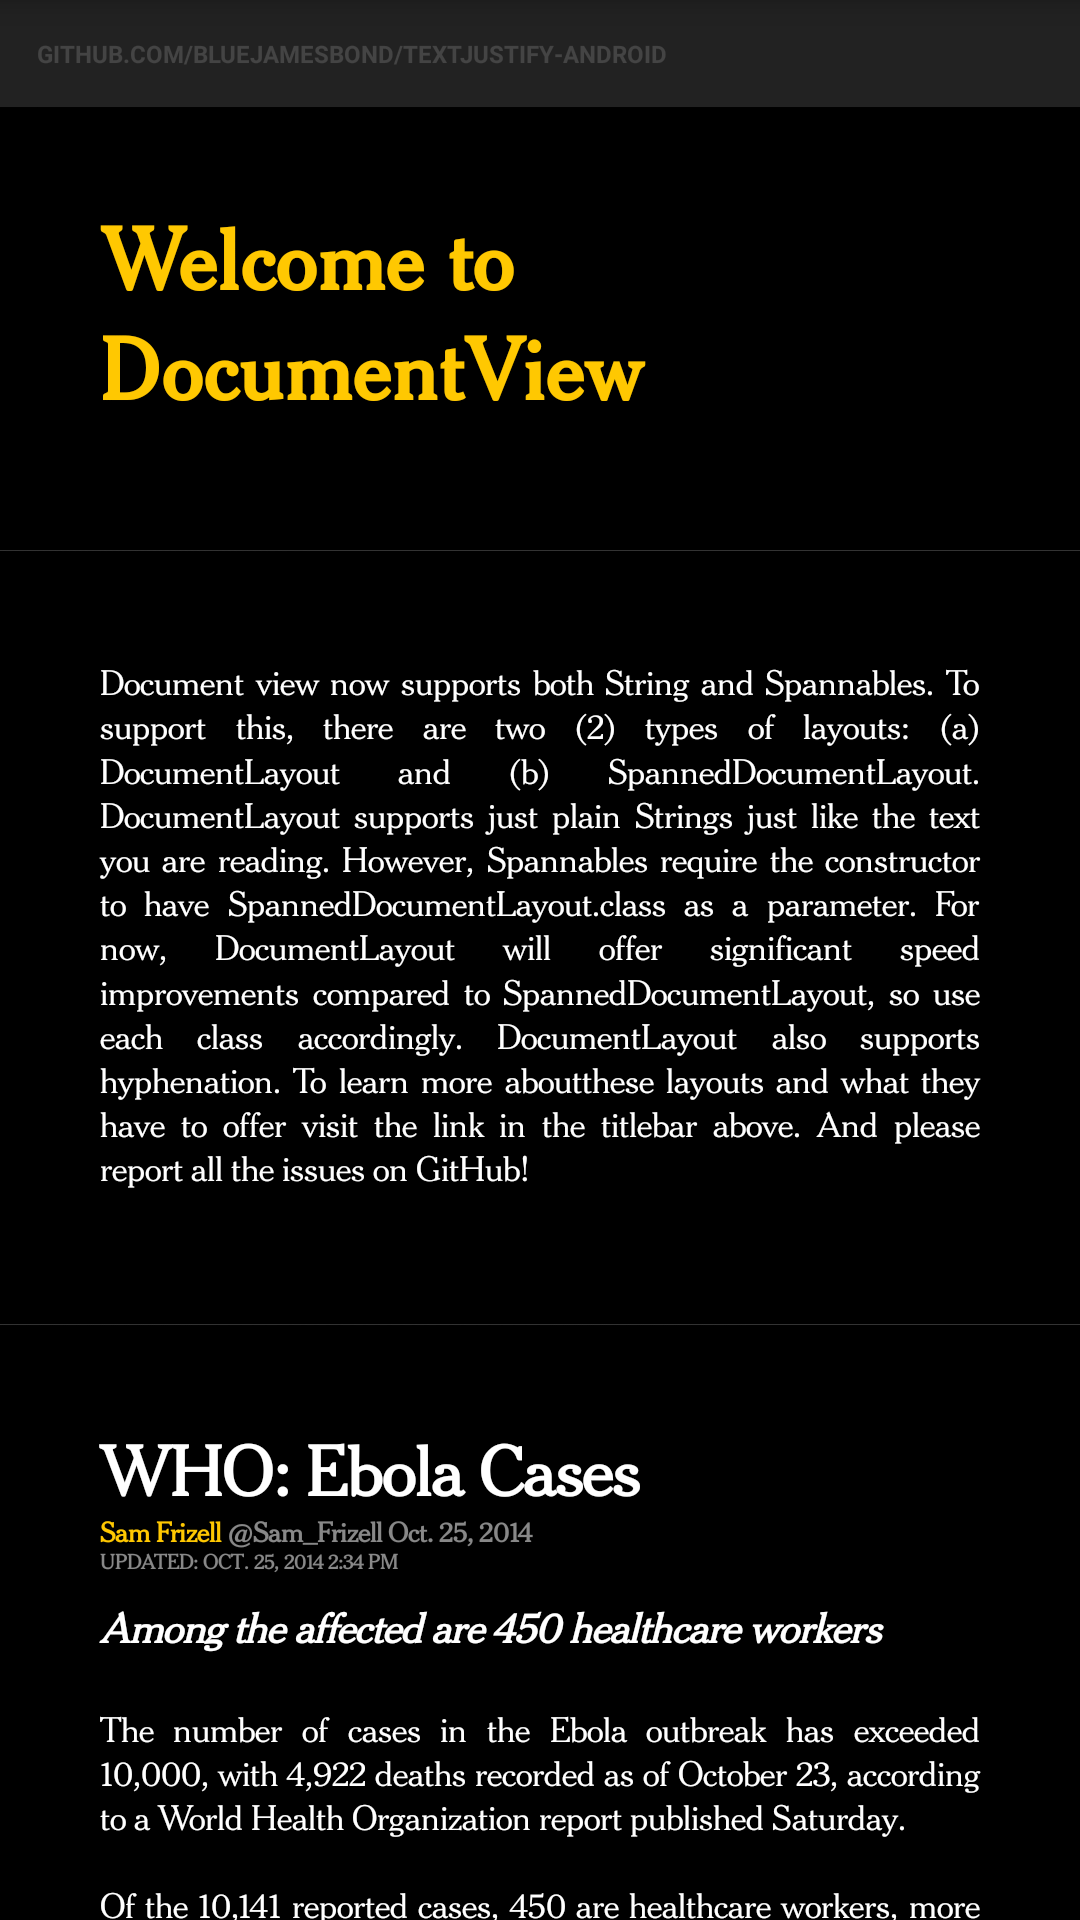 GITHUB.COM/BLUEJAMESBOND/TEXTJUSTIFY-ANDROID
Welcome to
DocumentView
Document view now supports both String and Spannables. To
support this, there are two (2) types of layouts: (a)
DocumentLayout and (b) SpannedDocumentLayout.
DocumentLayout supports just plain Strings just like the text
you are reading. However, Spannables require the constructor
to have SpannedDocumentLayout.class as a parameter. For
now, DocumentLayout will offer significant speed
improvements compared to SpannedDocumentLayout, so use
each class accordingly. DocumentLayout also supports
hyphenation. To learn more aboutthese layouts and what they
have to offer visit the link in the titlebar above. And please
report all the issues on GitHub!
WHO: Ebola Cases
Sam Frizell @Sam_Frizell Oct. 25, 2014
UPDATED: OCT. 25, 2014 2:34 PM
Among the affected are 450 healthcare workers
The number of cases in the Ebola outbreak has exceeded
10,000, with 4,922 deaths recorded as of October 23, according
to a World Health Organization report published Saturday.
Of the 10,141 reported cases, 450 are healthcare workers, more